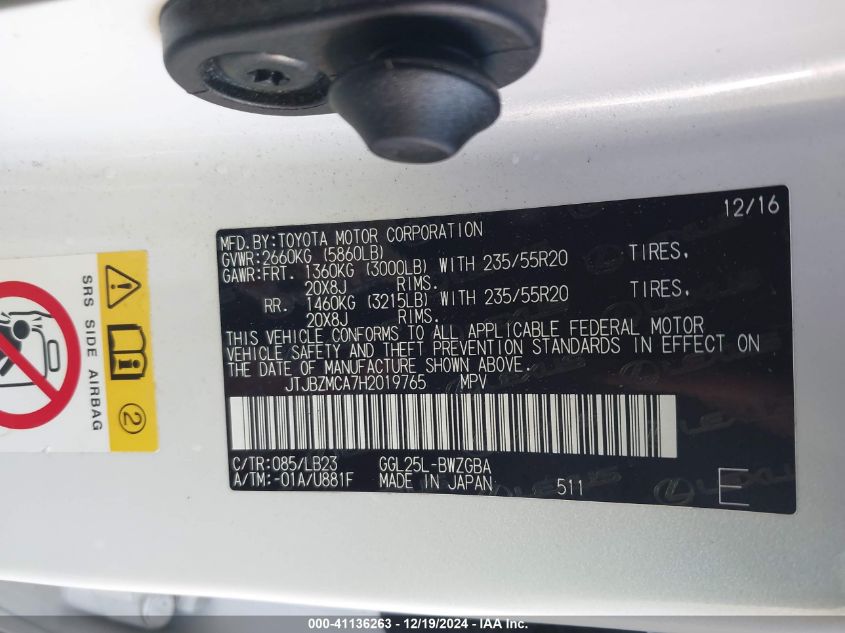 12/16
MFD.BY:TOYOTA MOTOR CORPORATION
GVWR:2660KG (5860LB)
GAWR:FRT. 1360KG (3000LB) WITH 235/55R20 TIRES.
20X8J RIMS.
RR. 1460KG (3215LB) WITH 235/55R20 TIRES.
20X8J RIMS.
THIS VEHICLE CONFORMS TO ALL APPLICABLE FEDERAL MOTOR
VEHICLE SAFETY AND THEFT PREVENTION STANDARDS IN EFFECT ON
THE DATE OF MANUFACTURE SHOWN ABOVE.
JTJBZMCA7H2019765 MPV
C/TR:085/LB23 GGL25L-BWZGBA
A/TM:-01A/U881F MADE IN JAPAN 511 E
LEXUS
SRS SIDE AIRBAG
2
000-41136263 - 12/19/2024 - IAA Inc.